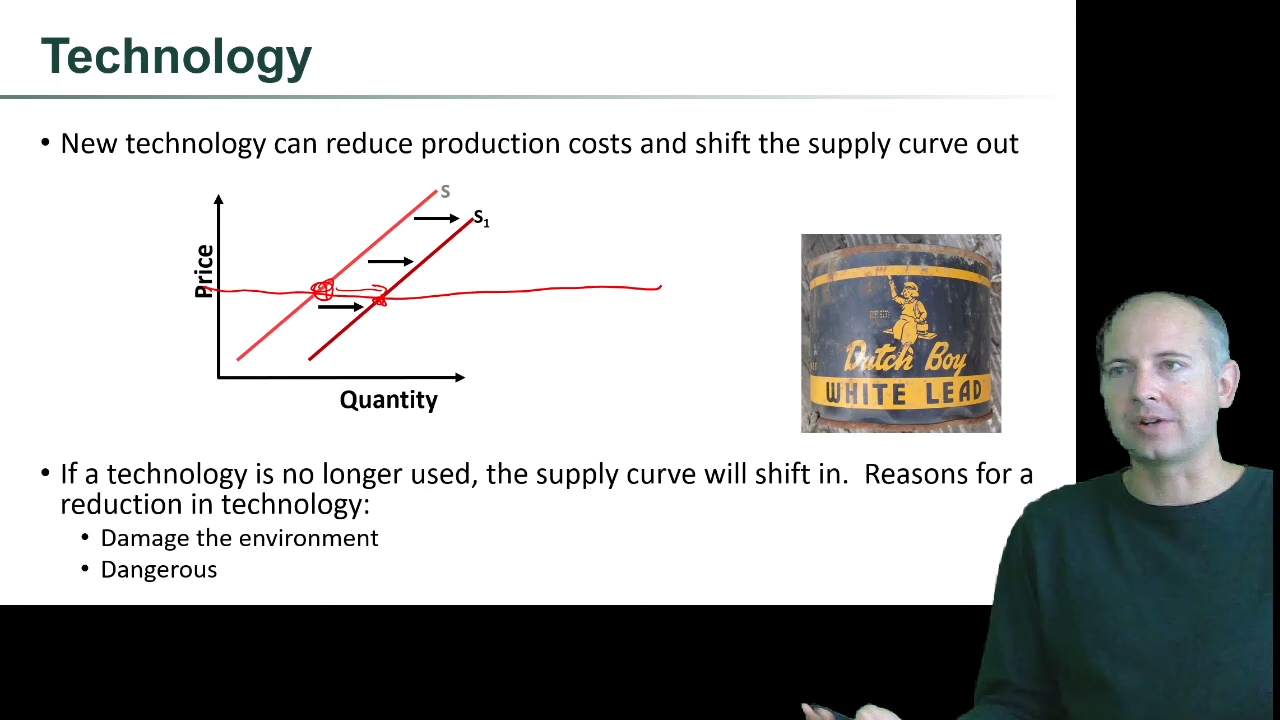 Technology
• New technology can reduce production costs and shift the supply curve out
S
S1
Price
Quantity
Dutch Boy
WHITE LEAD
• If a technology is no longer used, the supply curve will shift in. Reasons for a
reduction in technology:
• Damage the environment
• Dangerous